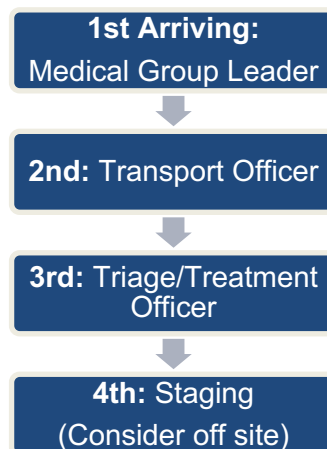 1st Arriving:
Medical Group Leader
2nd: Transport Officer
3rd: Triage/Treatment
Officer
4th: Staging
(Consider off site)